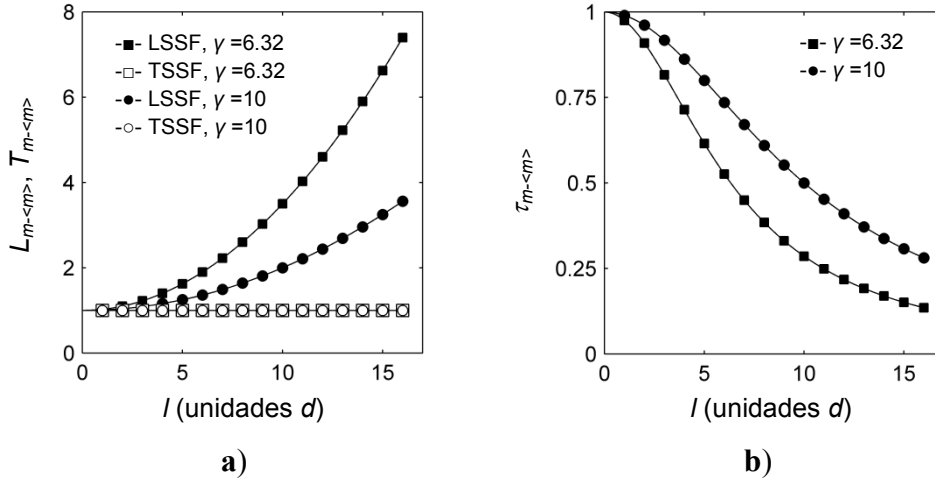 8
6
4
2
0
L_{m-<m>}, T_{m-<m>}
LSSF, γ =6.32
TSSF, γ =6.32
LSSF, γ =10
TSSF, γ =10
0 5 10 15
l (unidades d)
a)
1
0.75
0.5
0.25
0
τ_{m-<m>}
γ =6.32
γ =10
0 5 10 15
l (unidades d)
b)